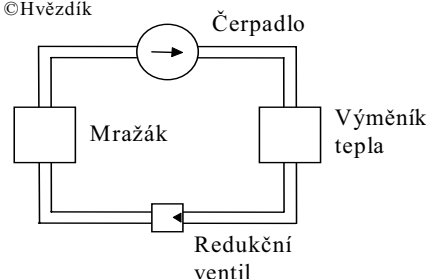 ©Hvězdík
Čerpadlo
Mražák
Výměník
tepla
Redukční
ventil